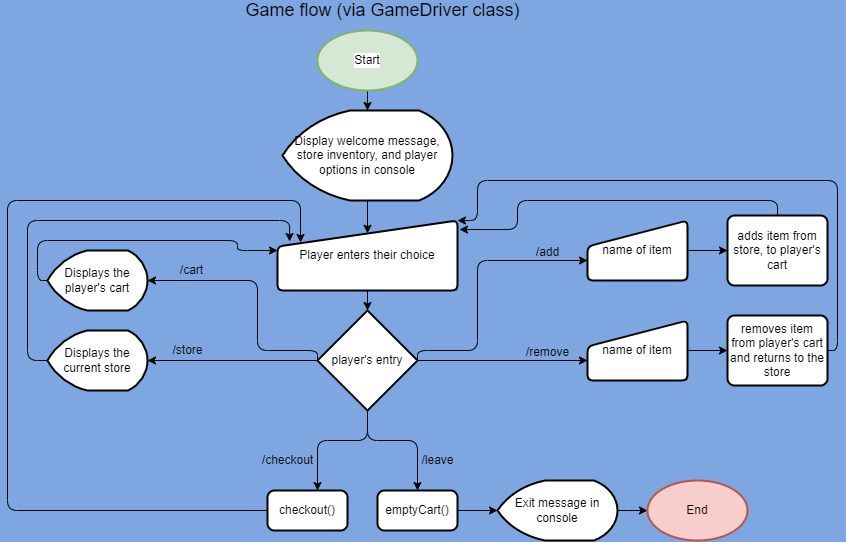 Game flow (via GameDriver class)
Start
Display welcome message,
store inventory, and player
options in console
Player enters their choice
/add
name of item
adds item from
store, to player's
cart
/cart
Displays the
player's cart
/store
Displays the
current store
player's entry
/remove
name of item
removes item
from player's cart
and returns to the
store
/checkout
/leave
checkout()
emptyCart()
Exit message in
console
End